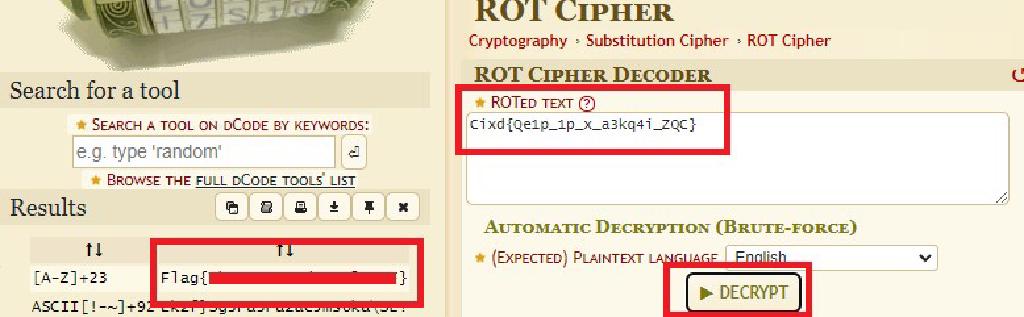 ROT CIPHER
Cryptography › Substitution Cipher › ROT Cipher
ROT CIPHER DECODER
★ ROTED TEXT ?
Cixd{Qe1p_1p_x_a3kq4i_ZQC}
AUTOMATIC DECRYPTION (BRUTE-FORCE)
★ (EXPECTED) PLAINTEXT LANGUAGE English
▶ DECRYPT
Search for a tool
★ SEARCH A TOOL ON DCODE BY KEYWORDS:
e.g. type 'random'
★ BROWSE THE FULL DCODE TOOLS' LIST
Results
↑↓ ↑↓
[A-Z]+23 Flag{ }
ASCII[!-~]+92